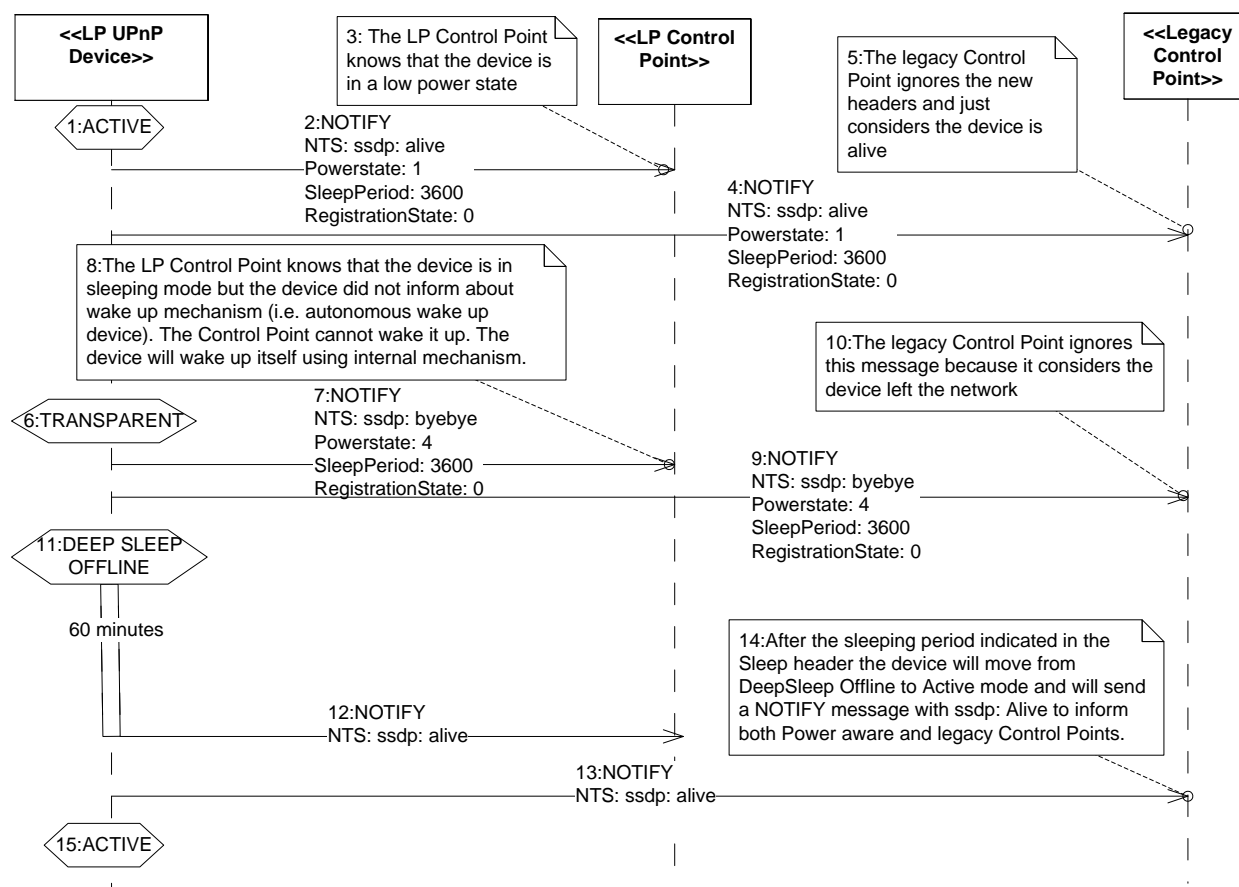 <<LP UPnP
Device>>
3: The LP Control Point
knows that the device is
in a low power state
<<LP Control
Point>>
5:The legacy Control
Point ignores the new
headers and just
considers the device is
alive
<<Legacy
Control
Point>>
1:ACTIVE
2:NOTIFY
NTS: ssdp: alive
Powerstate: 1
SleepPeriod: 3600
RegistrationState: 0
4:NOTIFY
NTS: ssdp: alive
Powerstate: 1
SleepPeriod: 3600
RegistrationState: 0
8:The LP Control Point knows that the device is in
sleeping mode but the device did not inform about
wake up mechanism (i.e. autonomous wake up
device). The Control Point cannot wake it up. The
device will wake up itself using internal mechanism.
10:The legacy Control Point ignores
this message because it considers the
device left the network
6:TRANSPARENT
7:NOTIFY
NTS: ssdp: byebye
Powerstate: 4
SleepPeriod: 3600
RegistrationState: 0
9:NOTIFY
NTS: ssdp: byebye
Powerstate: 4
SleepPeriod: 3600
RegistrationState: 0
11:DEEP SLEEP
OFFLINE
60 minutes
14:After the sleeping period indicated in the
Sleep header the device will move from
DeepSleep Offline to Active mode and will send
a NOTIFY message with ssdp: Alive to inform
both Power aware and legacy Control Points.
12:NOTIFY
NTS: ssdp: alive
13:NOTIFY
NTS: ssdp: alive
15:ACTIVE